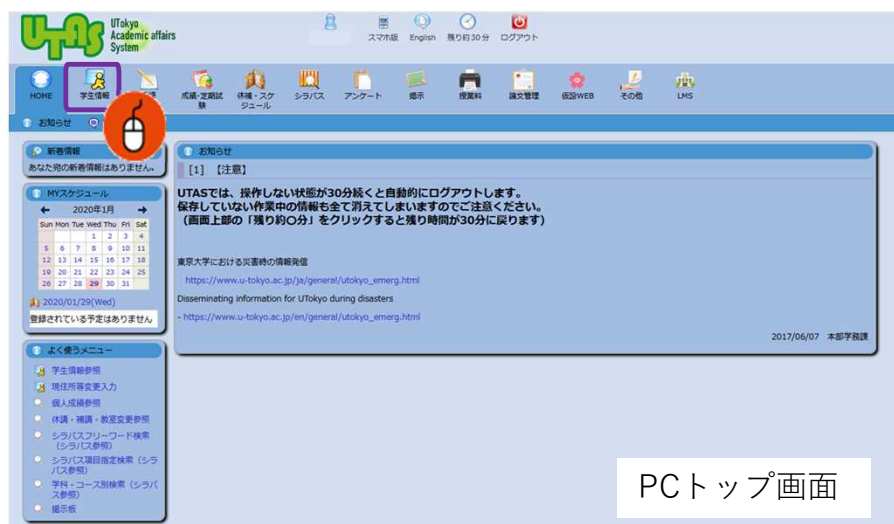 UTAS
UTokyo
Academic affairs
System
スマホ版 English 残り約30分 ログアウト
HOME 学生情報 成績・定期試験 休補・スケジュール シラバス アンケート 掲示 授業料 論文管理 仮設WEB その他 LMS
お知らせ
新着情報
あなた宛の新着情報はありません。
MYスケジュール
← 2020年1月 →
Sun Mon Tue Wed Thu Fri Sat
1 2 3 4
5 6 7 8 9 10 11
12 13 14 15 16 17 18
19 20 21 22 23 24 25
26 27 28 29 30 31
2020/01/29(Wed)
登録されている予定はありません
よく使うメニュー
学生情報参照
現住所等変更入力
個人成績参照
休講・補講・教室変更参照
シラバスフリーワード検索
（シラバス参照）
シラバス項目指定検索（シラ
バス参照）
学科・コース別検索（シラバ
ス参照）
掲示板
お知らせ
[1] 【注意】
UTASでは、操作しない状態が30分続くと自動的にログアウトします。
保存していない作業中の情報も全て消えてしまいますのでご注意ください。
（画面上部の「残り約○分」をクリックすると残り時間が30分に戻ります）
東京大学における災害時の情報発信
https://www.u-tokyo.ac.jp/ja/general/utokyo_emerg.html
Disseminating information for UTokyo during disasters
- https://www.u-tokyo.ac.jp/en/general/utokyo_emerg.html
2017/06/07 本部学務課
PCトップ画面